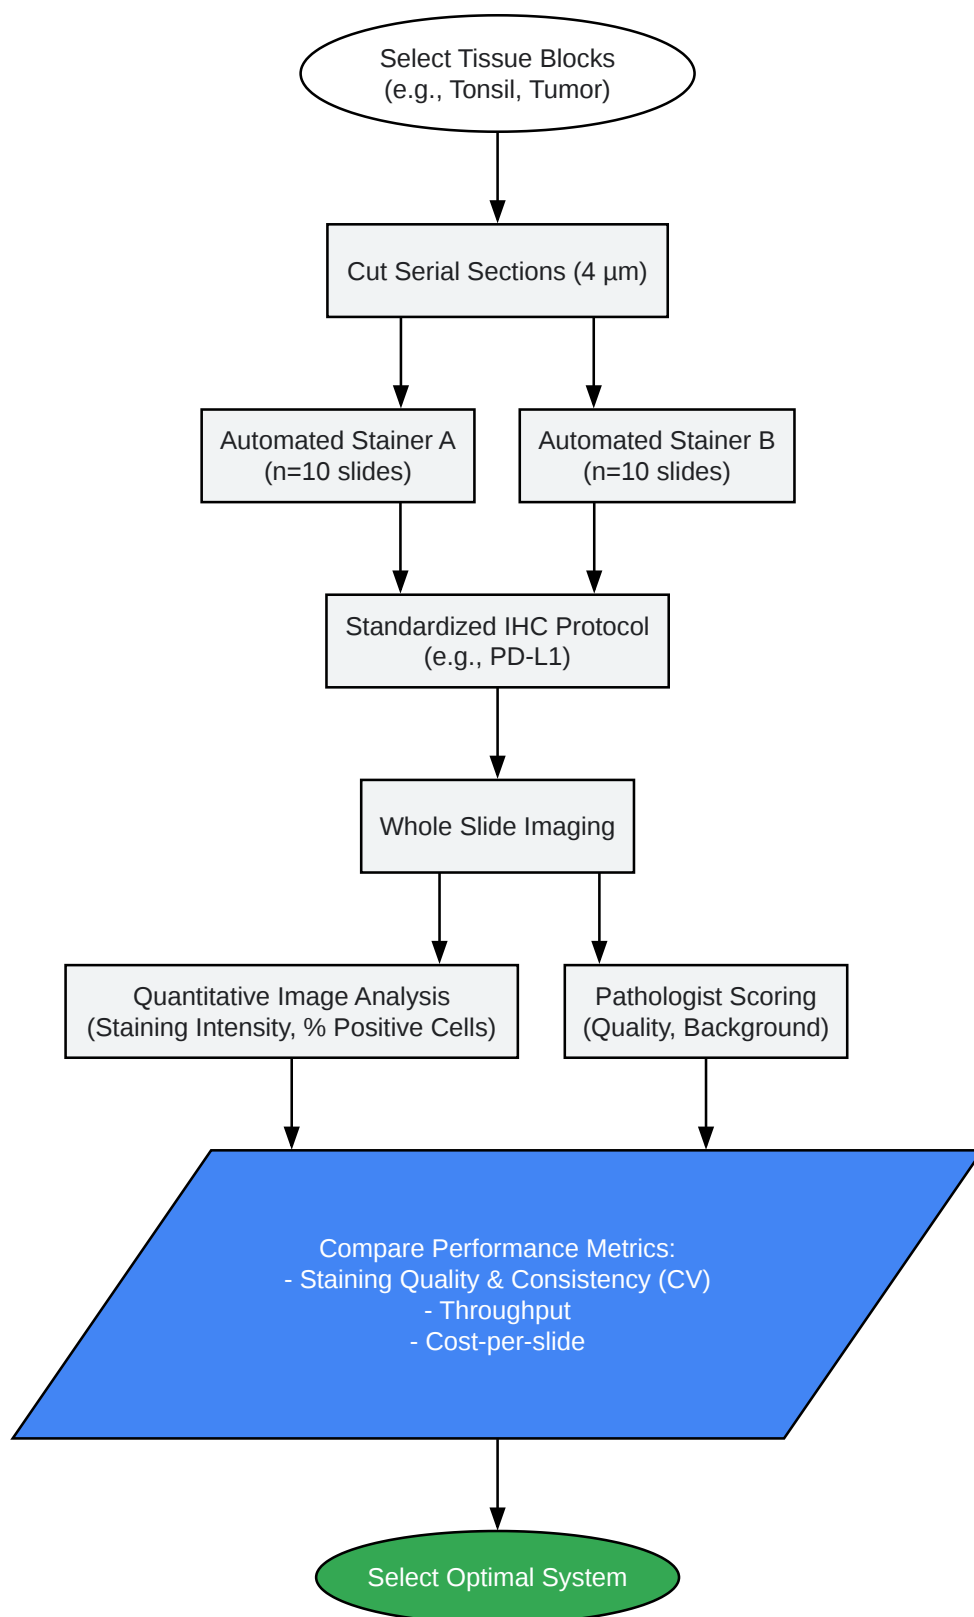 Select Tissue Blocks
(e.g., Tonsil, Tumor)
Cut Serial Sections (4 µm)
Automated Stainer A
(n=10 slides)
Automated Stainer B
(n=10 slides)
Standardized IHC Protocol
(e.g., PD-L1)
Whole Slide Imaging
Quantitative Image Analysis
(Staining Intensity, % Positive Cells)
Pathologist Scoring
(Quality, Background)
Compare Performance Metrics:
- Staining Quality & Consistency (CV)
- Throughput
- Cost-per-slide
Select Optimal System